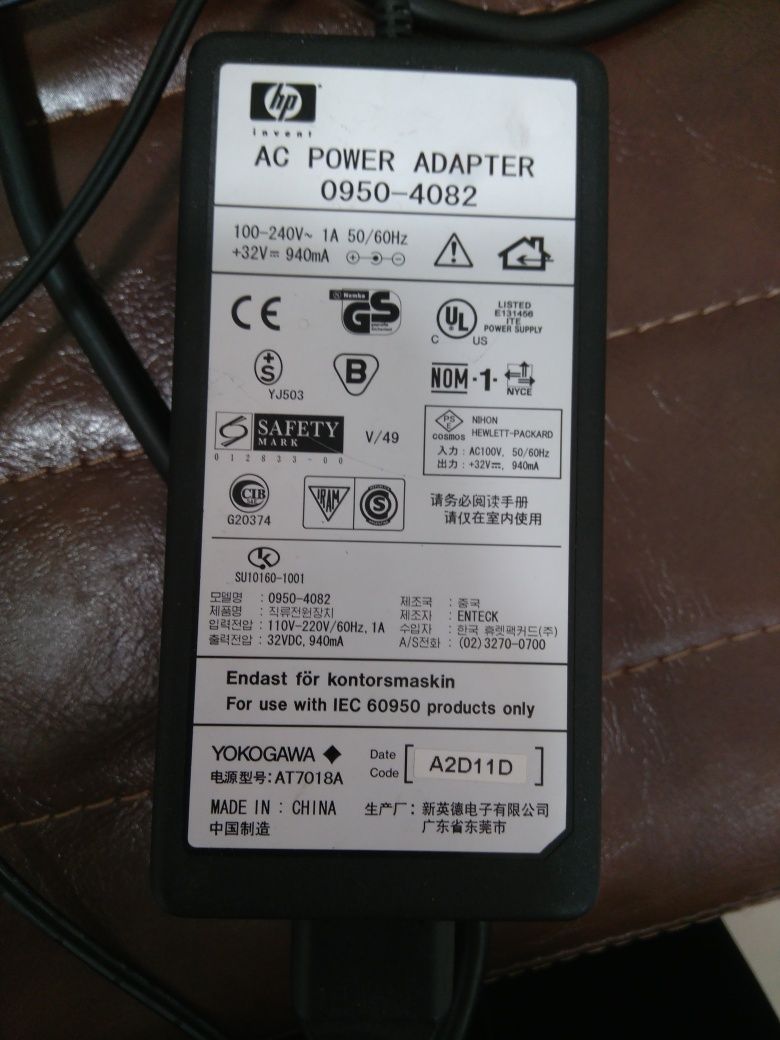 hp
invent
AC POWER ADAPTER
0950-4082
100-240V~ 1A 50/60Hz
+32V⎓ 940mA
CE
Nemko
GS
geprüfte
Sicherheit
C UL US
LISTED
E131456
ITE
POWER SUPPLY
+S
YJ503
B
NOM-1-
NYCE
S SAFETY
MARK
012833-00
V/49
PS
E
COSMOS
NIHON
HEWLETT-PACKARD
入力 : AC100V, 50/60Hz
出力 : +32V⎓, 940mA
CIB
G20374
IRAM
S
请务必阅读手册
请仅在室内使用
K
SU10160-1001
모델명 : 0950-4082
제품명 : 직류전원장치
입력전압 : 110V-220V/60Hz, 1A
출력전압 : 32VDC, 940mA
제조국 : 중국
제조자 : ENTECK
수입자 : 한국 휴렛팩커드(주)
A/S전화 : (02)3270-0700
Endast för kontorsmaskin
For use with IEC 60950 products only
YOKOGAWA ◆
电源型号: AT7018A
Date
Code
[A2D11D]
MADE IN : CHINA
中国制造
生产厂: 新英德电子有限公司
广东省东莞市